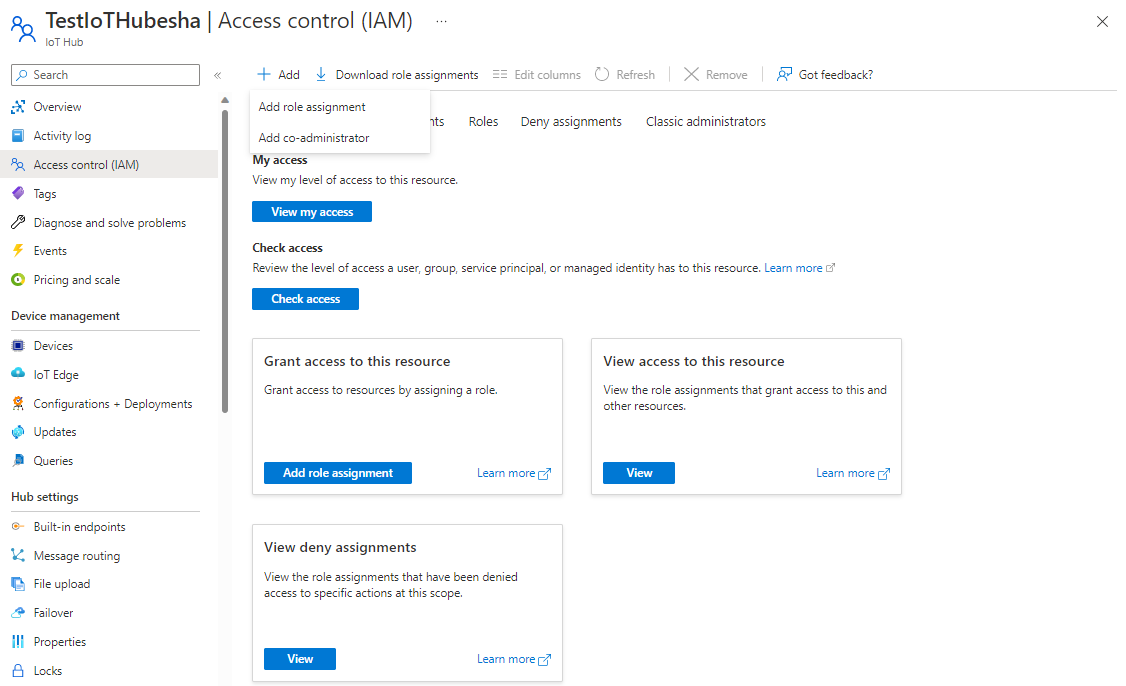 TestIoTHubesha | Access control (IAM) ...
IoT Hub
Search
«
Add
Download role assignments
Edit columns
Refresh
Remove
Got feedback?
Overview
Activity log
Access control (IAM)
Tags
Diagnose and solve problems
Events
Pricing and scale
Device management
Devices
IoT Edge
Configurations + Deployments
Updates
Queries
Hub settings
Built-in endpoints
Message routing
File upload
Failover
Properties
Locks
Add role assignment
Add co-administrator
Roles
Deny assignments
Classic administrators
My access
View my level of access to this resource.
View my access
Check access
Review the level of access a user, group, service principal, or managed identity has to this resource. Learn more
Check access
Grant access to this resource
Grant access to resources by assigning a role.
Add role assignment
Learn more
View access to this resource
View the role assignments that grant access to this and
other resources.
View
Learn more
View deny assignments
View the role assignments that have been denied
access to specific actions at this scope.
View
Learn more